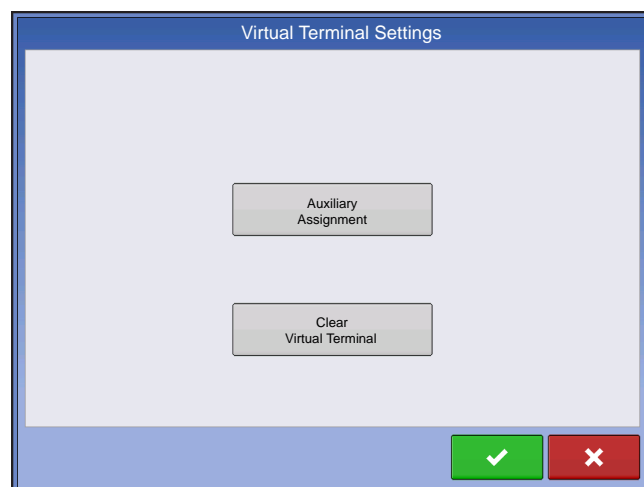 Virtual Terminal Settings
Auxiliary
Assignment
Clear
Virtual Terminal